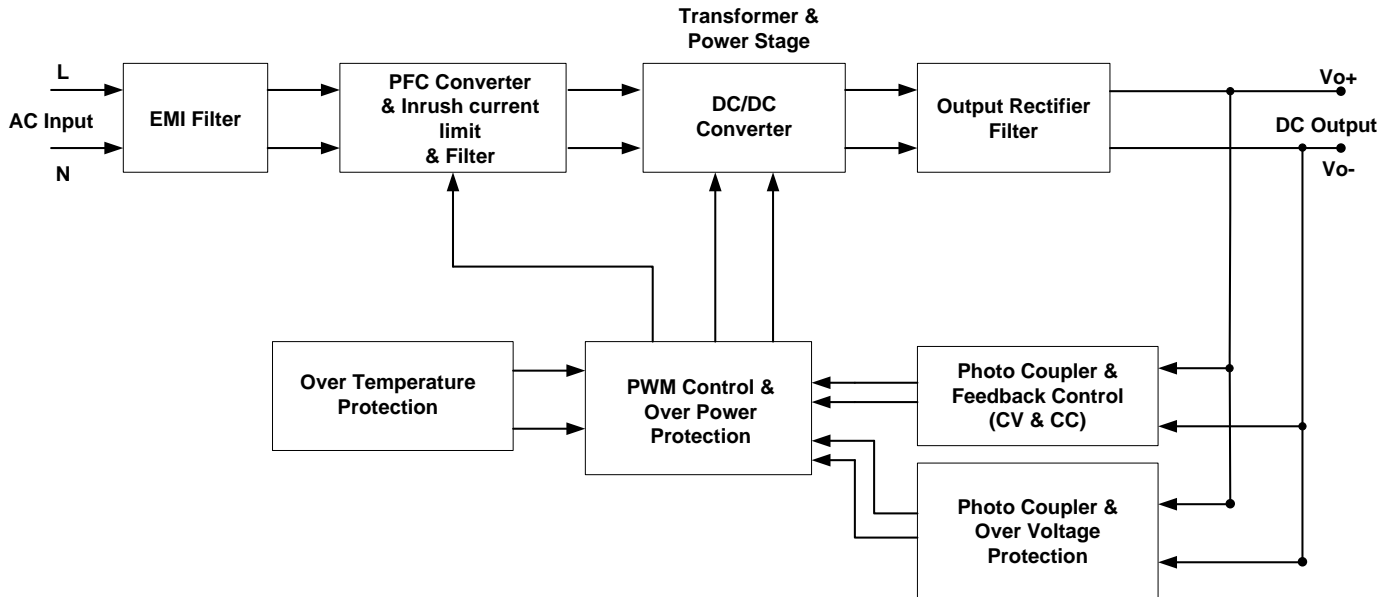 Transformer &
Power Stage
L
AC Input
N
EMI Filter
PFC Converter
& Inrush current
limit
& Filter
DC/DC
Converter
Output Rectifier
Filter
Vo+
DC Output
Vo-
Over Temperature
Protection
PWM Control &
Over Power
Protection
Photo Coupler &
Feedback Control
(CV & CC)
Photo Coupler &
Over Voltage
Protection